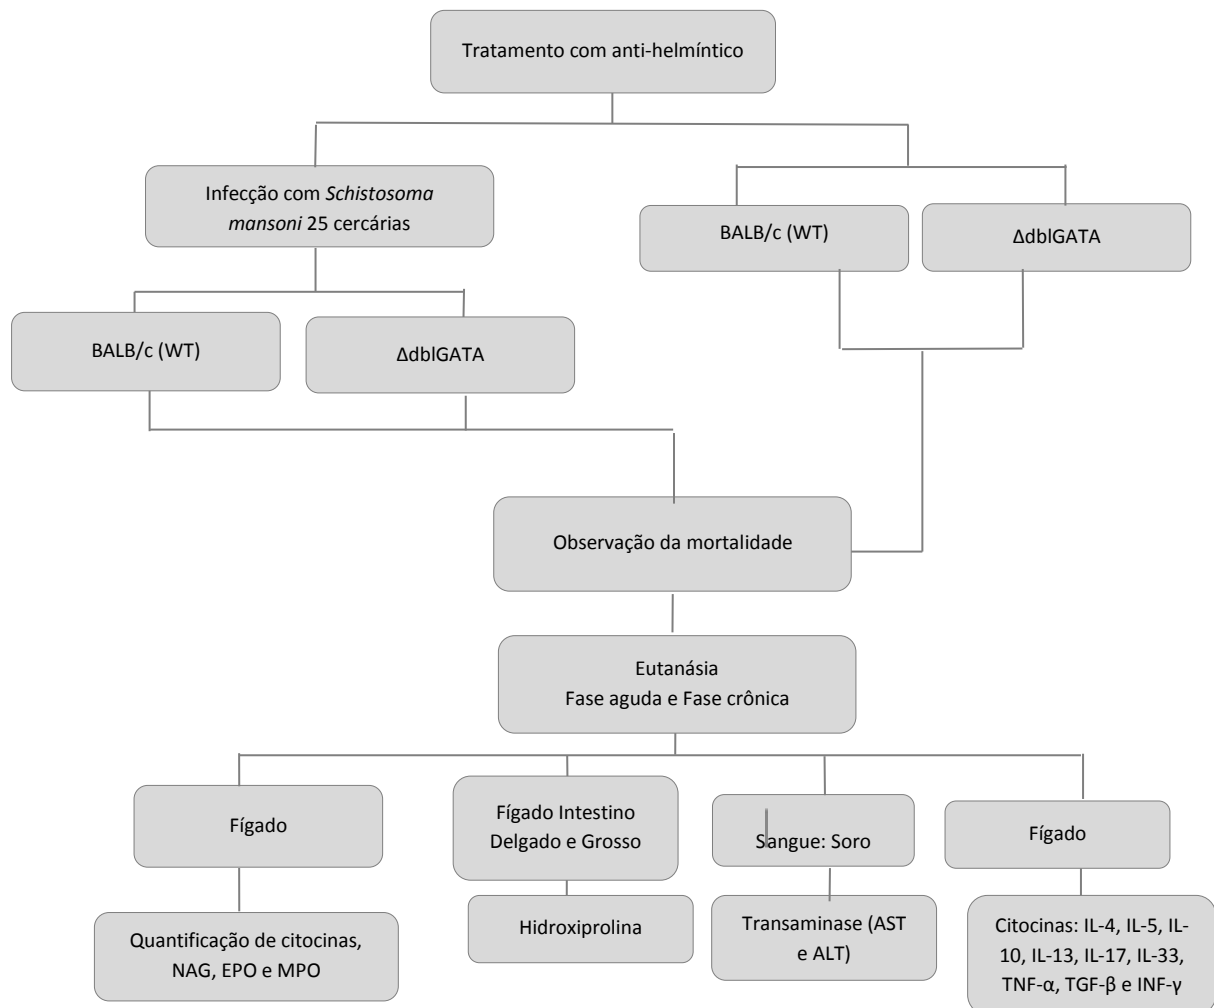 Tratamento com anti-helmíntico
Infecção com Schistosoma
mansoni 25 cercárias
BALB/c (WT)
ΔdblGATA
BALB/c (WT)
ΔdblGATA
Observação da mortalidade
Eutanásia
Fase aguda e Fase crônica
Fígado
Fígado Intestino
Delgado e Grosso
Sangue: Soro
Fígado
Quantificação de citocinas,
NAG, EPO e MPO
Hidroxiprolina
Transaminase (AST
e ALT)
Citocinas: IL-4, IL-5, IL-
10, IL-13, IL-17, IL-33,
TNF-α, TGF-β e INF-γ